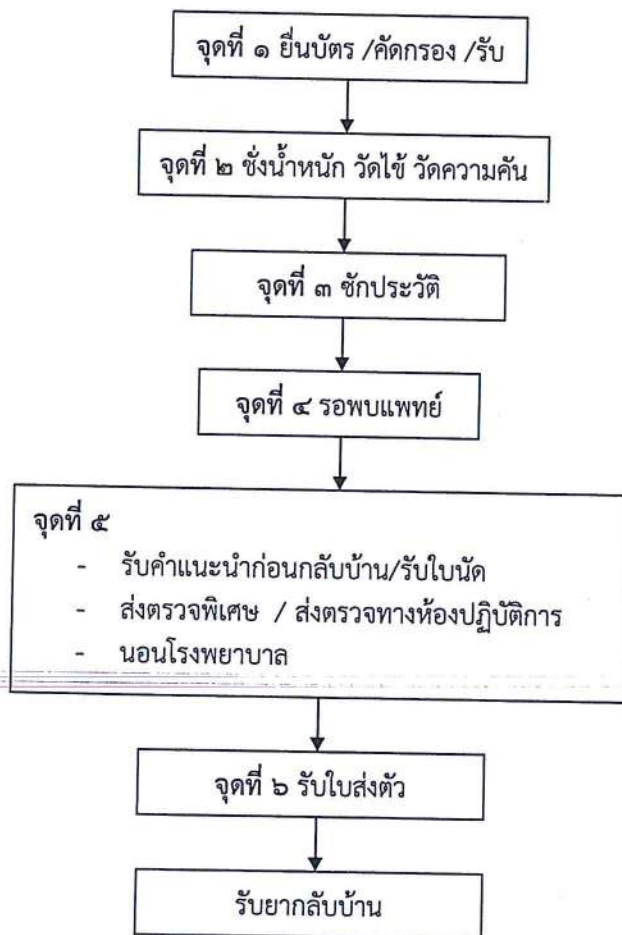 จุดที่ ๑ ยื่นบัตร /คัดกรอง /รับ
จุดที่ ๒ ชั่งน้ำหนัก วัดไข้ วัดความคัน
จุดที่ ๓ ซักประวัติ
จุดที่ ๔ รอพบแพทย์
จุดที่ ๕
- รับคำแนะนำก่อนกลับบ้าน/รับใบนัด
- ส่งตรวจพิเศษ / ส่งตรวจทางห้องปฏิบัติการ
- นอนโรงพยาบาล
จุดที่ ๖ รับใบส่งตัว
รับยากลับบ้าน